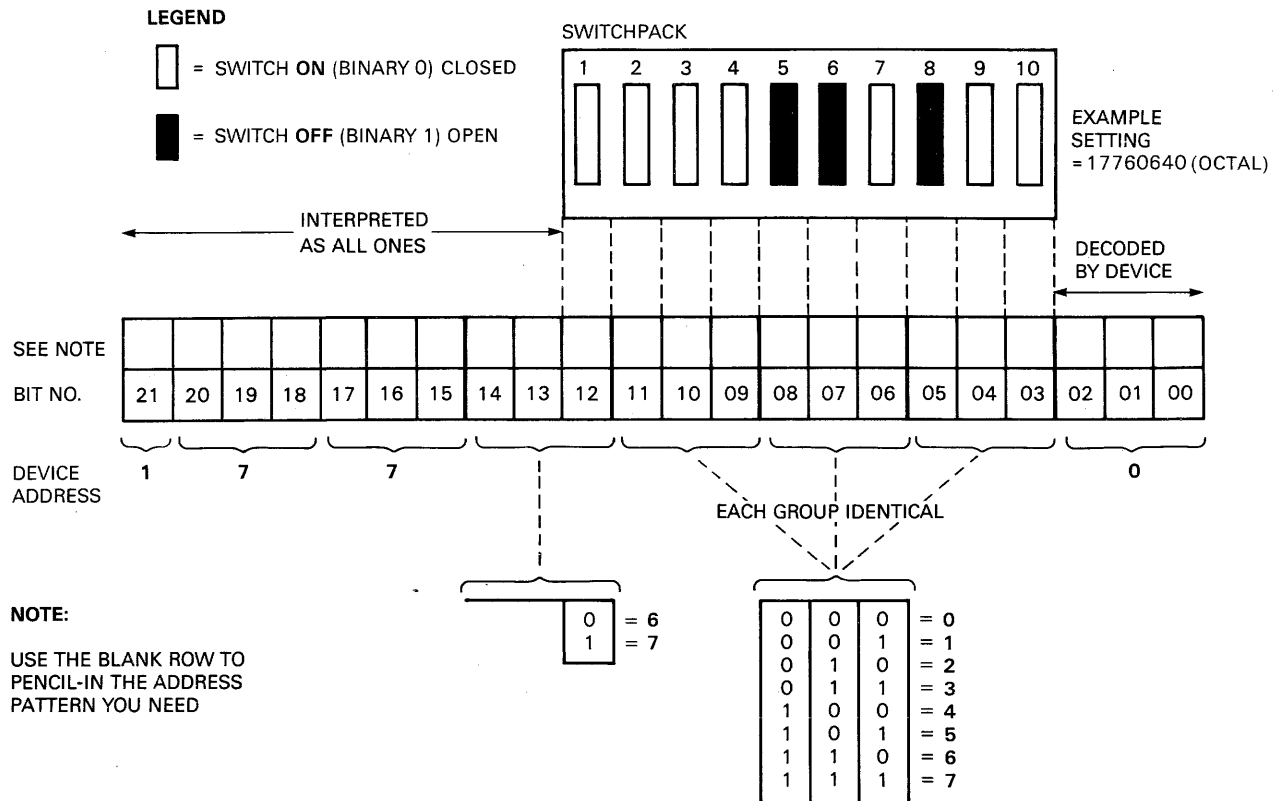 LEGEND
= SWITCH ON (BINARY 0) CLOSED
= SWITCH OFF (BINARY 1) OPEN
SWITCHPACK
1 2 3 4 5 6 7 8 9 10
EXAMPLE
SETTING
=17760640 (OCTAL)
INTERPRETED
AS ALL ONES
DECODED
BY DEVICE
SEE NOTE
BIT NO. 21 20 19 18 17 16 15 14 13 12 11 10 09 08 07 06 05 04 03 02 01 00
DEVICE
ADDRESS
1 7 7 0
EACH GROUP IDENTICAL
0 = 6
1 = 7
0 0 0 = 0
0 0 1 = 1
0 1 0 = 2
0 1 1 = 3
1 0 0 = 4
1 0 1 = 5
1 1 0 = 6
1 1 1 = 7
NOTE:
USE THE BLANK ROW TO
PENCIL-IN THE ADDRESS
PATTERN YOU NEED